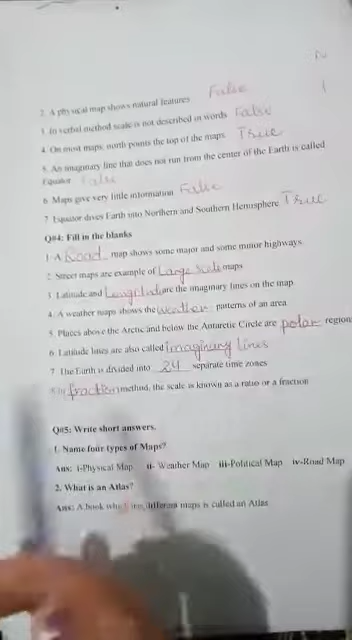 2. A physical map shows natural features False
3. In verbal method scale is not described in words False
4. On most maps, north points the top of the maps. True
5. An imaginary line that does not run from the center of the Earth is called
Equator False
6. Maps give very little information False
7. Equator dives Earth into Northern and Southern Hemisphere True
Q#4: Fill in the blanks
1. A Road map shows some major and some minor highways.
2. Street maps are example of Large scale maps
3. Latitude and Longitude are the imaginary lines on the map
4. A weather maps shows the weather patterns of an area
5. Places above the Arctic and below the Antarctic Circle are polar region
6. Latitude lines are also called imaginary lines
7. The Earth is divided into 24 separate time zones
fraction method, the scale is known as a ratio or a fraction
Q#5: Write short answers.
1. Name four types of Maps?
Ans: i-Physical Map ii- Weather Map iii-Political Map iv-Road Map
2. What is an Atlas?
Ans: A book different maps is called an Atlas